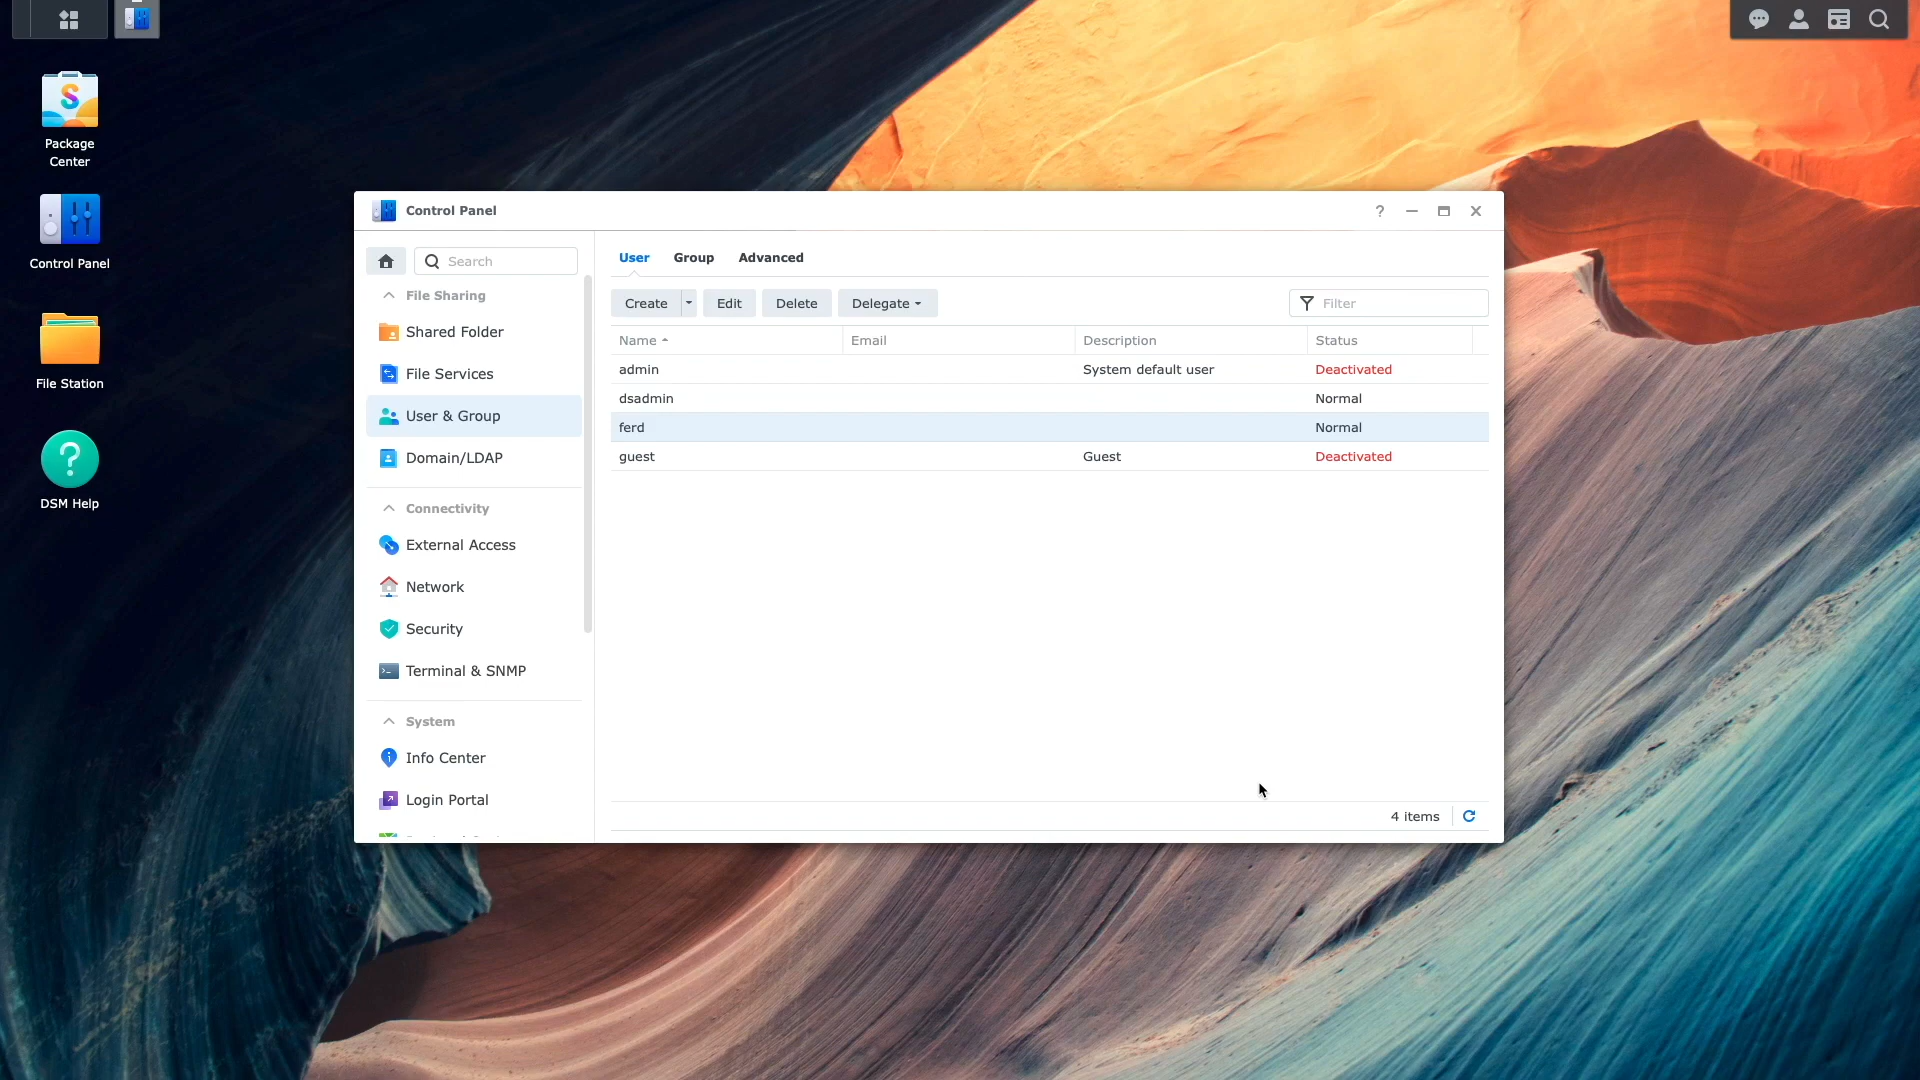 Package
Center
Control Panel
File Station
DSM Help
Control Panel
Search
File Sharing
Shared Folder
File Services
User & Group
Domain/LDAP
Connectivity
External Access
Network
Security
Terminal & SNMP
System
Info Center
Login Portal
User Group Advanced
Create Edit Delete Delegate Filter
Name Email Description Status
admin System default user Deactivated
dsadmin Normal
ferd Normal
guest Guest Deactivated
4 items